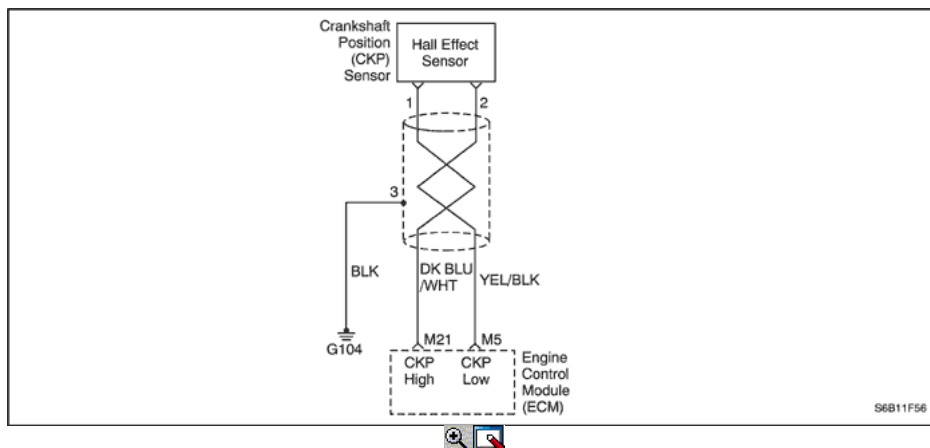 Crankshaft
Position
(CKP)
Sensor
Hall Effect
Sensor
1
2
3
BLK
DK BLU
/WHT
YEL/BLK
G104
M21
M5
CKP
High
CKP
Low
Engine
Control
Module
(ECM)
S6B11F56